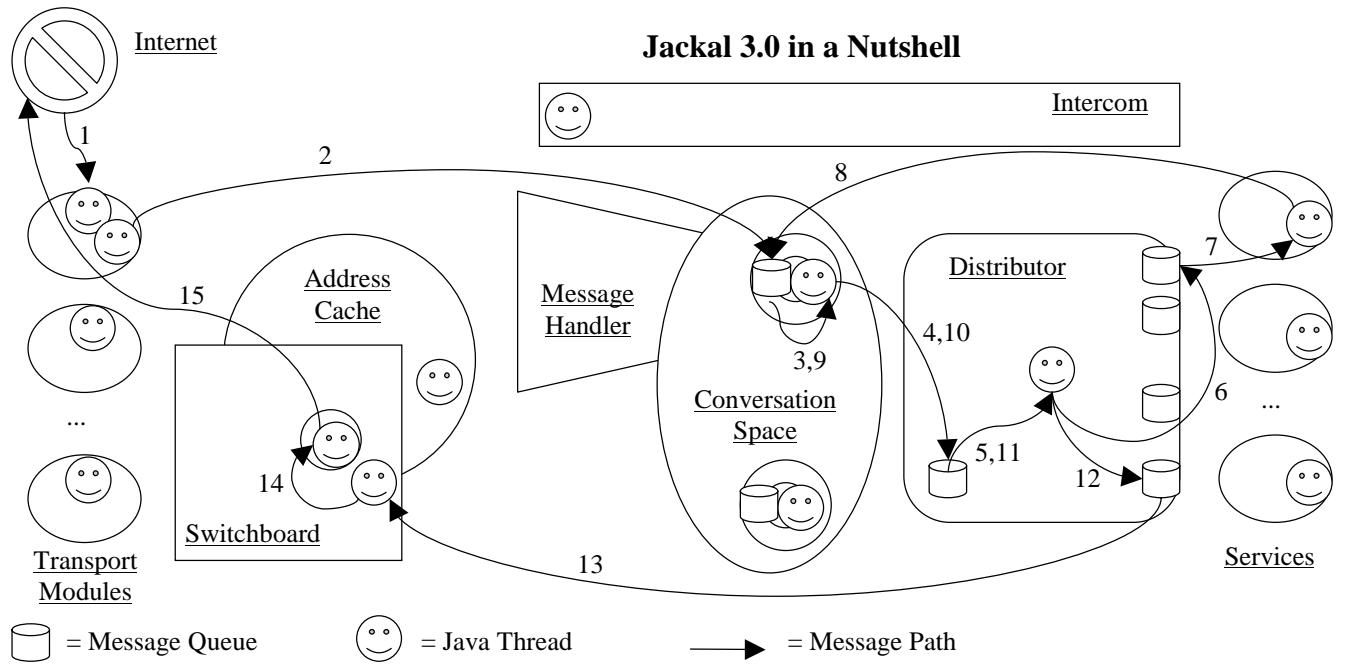 Internet
Jackal 3.0 in a Nutshell
Intercom
1
2
8
7
Address
Cache
Message
Handler
Distributor
15
4,10
3,9
6
Conversation
Space
...
...
5,11
12
14
Switchboard
13
Transport
Modules
Services
= Message Queue
= Java Thread
= Message Path